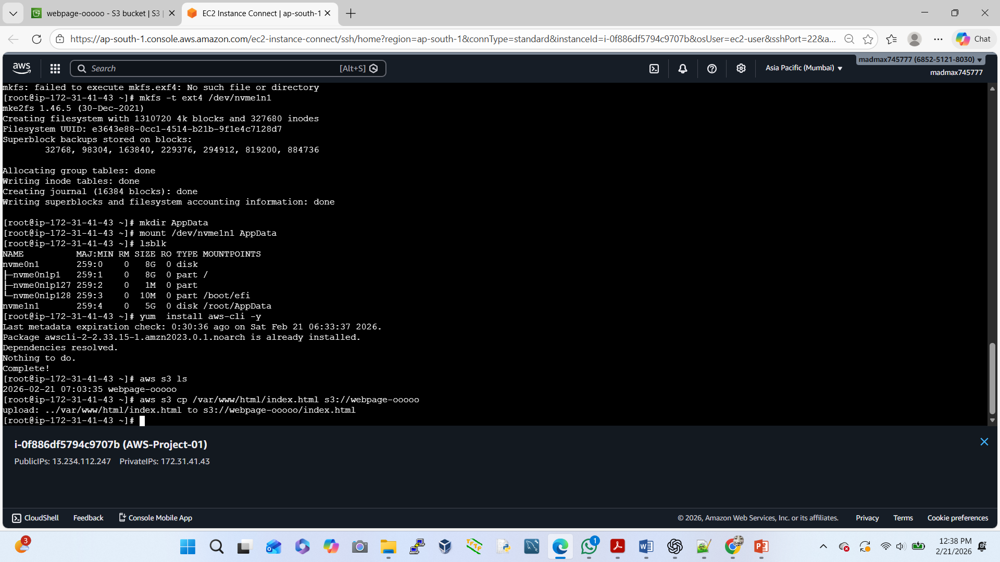 webpage-ooooo - S3 bucket | S3 |
EC2 Instance Connect | ap-south-1
https://ap-south-1.console.aws.amazon.com/ec2-instance-connect/ssh/home?region=ap-south-1&connType=standard&instanceId=i-0f886df5794c9707b&osUser=ec2-user&sshPort=22&a...
Chat
aws
Search
[Alt+S]
Asia Pacific (Mumbai)
madmax745777 (6852-5121-8030)
madmax745777
mkfs: failed to execute mkfs.exf4: No such file or directory
[root@ip-172-31-41-43 ~]# mkfs -t ext4 /dev/nvme1n1
mke2fs 1.46.5 (30-Dec-2021)
Creating filesystem with 1310720 4k blocks and 327680 inodes
Filesystem UUID: e3643e88-0cc1-4514-b21b-9f1e4c7128d7
Superblock backups stored on blocks:
32768, 98304, 163840, 229376, 294912, 819200, 884736
Allocating group tables: done
Writing inode tables: done
Creating journal (16384 blocks): done
Writing superblocks and filesystem accounting information: done
[root@ip-172-31-41-43 ~]# mkdir AppData
[root@ip-172-31-41-43 ~]# mount /dev/nvme1n1 AppData
[root@ip-172-31-41-43 ~]# lsblk
NAME          MAJ:MIN RM SIZE RO TYPE MOUNTPOINTS
nvme0n1       259:0    0   8G  0 disk
├─nvme0n1p1   259:1    0   8G  0 part /
├─nvme0n1p127 259:2    0   1M  0 part
└─nvme0n1p128 259:3    0  10M  0 part /boot/efi
nvme1n1       259:4    0   5G  0 disk /root/AppData
[root@ip-172-31-41-43 ~]# yum  install aws-cli -y
Last metadata expiration check: 0:30:36 ago on Sat Feb 21 06:33:37 2026.
Package awscli-2-2.33.15-1.amzn2023.0.1.noarch is already installed.
Dependencies resolved.
Nothing to do.
Complete!
[root@ip-172-31-41-43 ~]# aws s3 ls
2026-02-21 07:03:35 webpage-ooooo
[root@ip-172-31-41-43 ~]# aws s3 cp /var/www/html/index.html s3://webpage-ooooo
upload: ../var/www/html/index.html to s3://webpage-ooooo/index.html
[root@ip-172-31-41-43 ~]#
i-0f886df5794c9707b (AWS-Project-01)
PublicIPs: 13.234.112.247 PrivateIPs: 172.31.41.43
CloudShell
Feedback
Console Mobile App
© 2026, Amazon Web Services, Inc. or its affiliates.
Privacy
Terms
Cookie preferences
3
TFTP
1
12:38 PM
2/21/2026